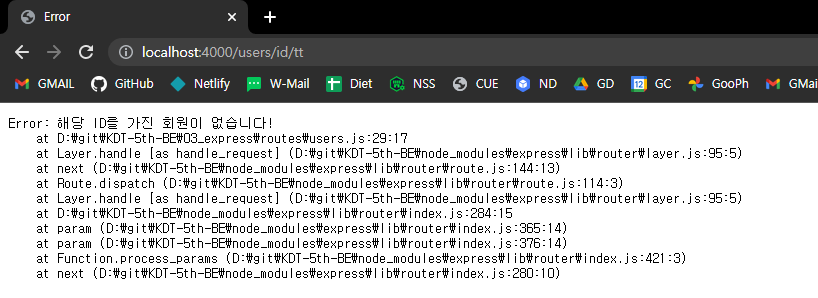 Error
localhost:4000/users/id/tt
GMAIL GitHub Netlify W-Mail Diet NSS CUE ND GD 12 GC GooPh GMai
Error: 해당 ID를 가진 회원이 없습니다!
at D:₩git₩KDT-5th-BE₩03_express₩routes₩users.js:29:17
at Layer.handle [as handle_request] (D:₩git₩KDT-5th-BE₩node_modules₩express₩lib₩router₩layer.js:95:5)
at next (D:₩git₩KDT-5th-BE₩node_modules₩express₩lib₩router₩route.js:144:13)
at Route.dispatch (D:₩git₩KDT-5th-BE₩node_modules₩express₩lib₩router₩route.js:114:3)
at Layer.handle [as handle_request] (D:₩git₩KDT-5th-BE₩node_modules₩express₩lib₩router₩layer.js:95:5)
at D:₩git₩KDT-5th-BE₩node_modules₩express₩lib₩router₩index.js:284:15
at param (D:₩git₩KDT-5th-BE₩node_modules₩express₩lib₩router₩index.js:365:14)
at param (D:₩git₩KDT-5th-BE₩node_modules₩express₩lib₩router₩index.js:376:14)
at Function.process_params (D:₩git₩KDT-5th-BE₩node_modules₩express₩lib₩router₩index.js:421:3)
at next (D:₩git₩KDT-5th-BE₩node_modules₩express₩lib₩router₩index.js:280:10)